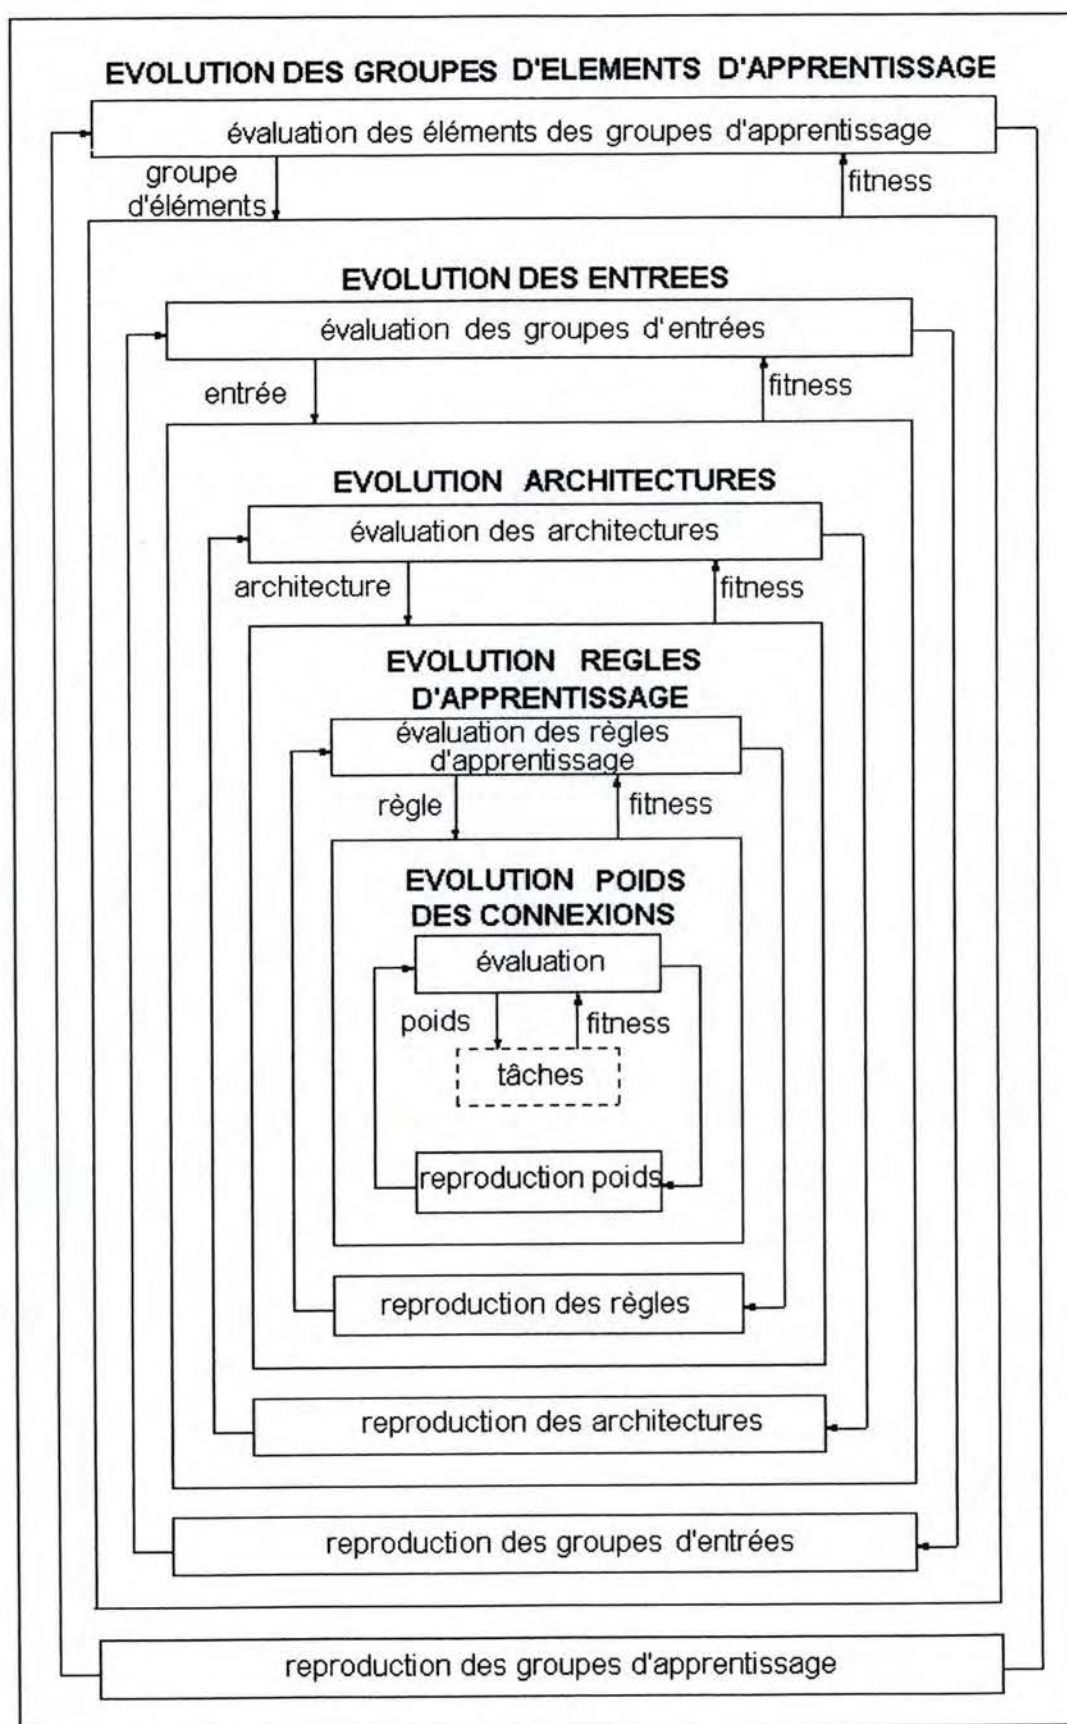 EVOLUTION DES GROUPES D'ELEMENTS D'APPRENTISSAGE
évaluation des éléments des groupes d'apprentissage
groupe
d'éléments
fitness
EVOLUTION DES ENTREES
évaluation des groupes d'entrées
entrée
fitness
EVOLUTION ARCHITECTURES
évaluation des architectures
architecture
fitness
EVOLUTION REGLES
D'APPRENTISSAGE
évaluation des règles
d'apprentissage
règle
fitness
EVOLUTION POIDS
DES CONNEXIONS
évaluation
poids
fitness
tâches
reproduction poids
reproduction des règles
reproduction des architectures
reproduction des groupes d'entrées
reproduction des groupes d'apprentissage